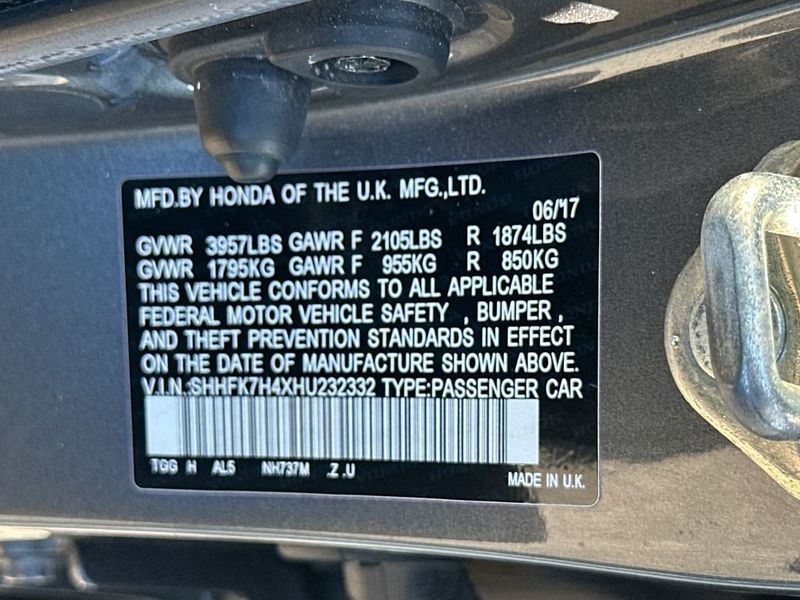 MFD.BY HONDA OF THE U.K. MFG.,LTD.
06/17
GVWR 3957LBS GAWR F 2105LBS R 1874LBS
GVWR 1795KG GAWR F 955KG R 850KG
THIS VEHICLE CONFORMS TO ALL APPLICABLE
FEDERAL MOTOR VEHICLE SAFETY , BUMPER ,
AND THEFT PREVENTION STANDARDS IN EFFECT
ON THE DATE OF MANUFACTURE SHOWN ABOVE.
V.I.N.:SHHFK7H4XHU232332 TYPE:PASSENGER CAR
TGG H AL5 NH737M .Z .U
MADE IN U.K.